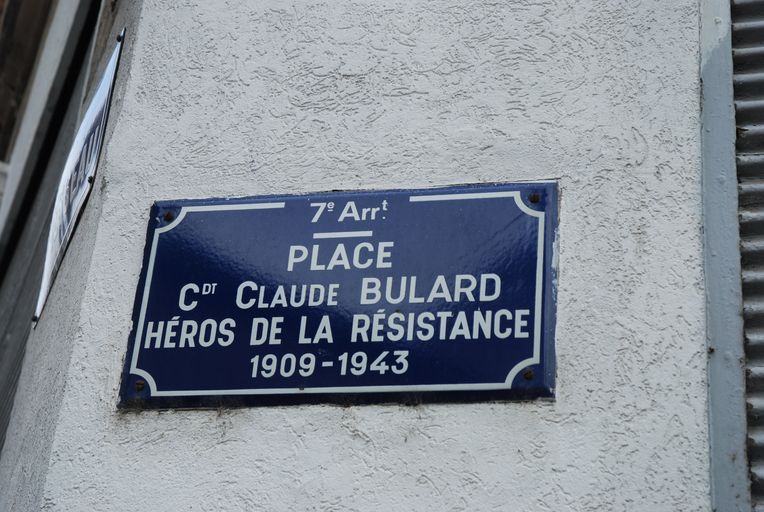 7e Arrt
PLACE
CDT CLAUDE BULARD
HÉROS DE LA RÉSISTANCE
1909-1943